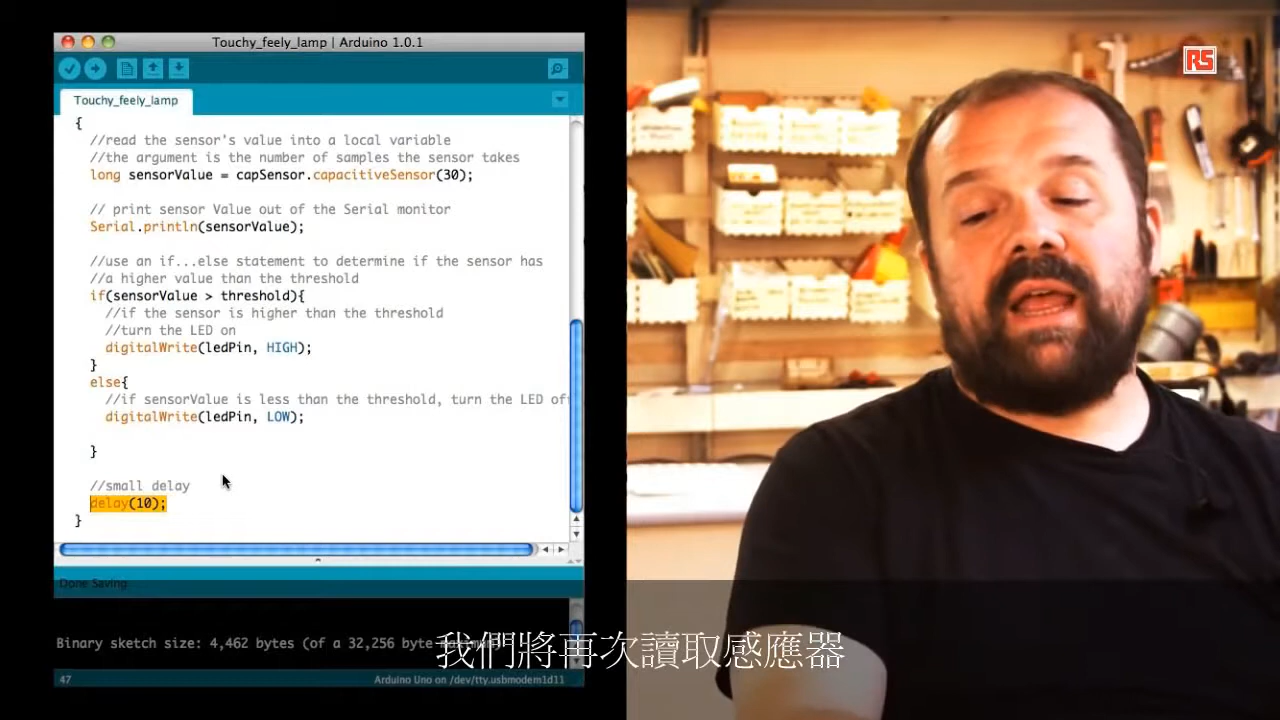 Touchy_feely_lamp | Arduino 1.0.1
Touchy_feely_lamp
{
//read the sensor's value into a local variable
//the argument is the number of samples the sensor takes
long sensorValue = capSensor.capacitiveSensor(30);
// print sensor Value out of the Serial monitor
Serial.println(sensorValue);
//use an if...else statement to determine if the sensor has
//a higher value than the threshold
if(sensorValue > threshold){
//if the sensor is higher than the threshold
//turn the LED on
digitalWrite(ledPin, HIGH);
}
else{
//if sensorValue is less than the threshold, turn the LED of
digitalWrite(ledPin, LOW);
}
//small delay
delay(10);
}
Done Saving.
Binary sketch size: 4,462 bytes (of a 32,256 byte maximum)
47
Arduino Uno on /dev/tty.usbmodem1d11
RS
我們將再次讀取感應器